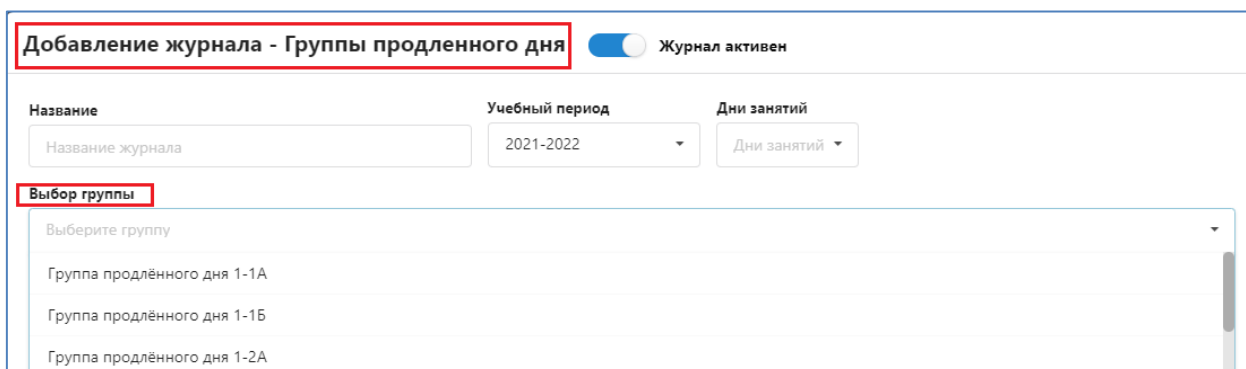 Добавление журнала - Группы продленного дня Журнал активен
Название Учебный период Дни занятий
Название журнала 2021-2022 Дни занятий
Выбор группы
Выберите группу
Группа продлённого дня 1-1А
Группа продлённого дня 1-1Б
Группа продлённого дня 1-2А